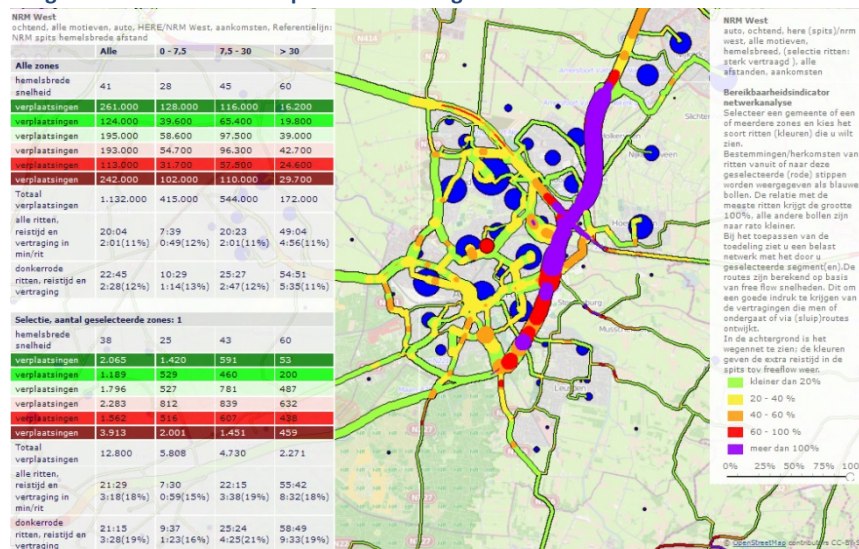 NRM West
ochtend, alle motieven, auto, HERE/NRM West, aankomsten, Referentielijn:
NRM spits hemelsbrede afstand
Alle 0 - 7,5 7,5 - 30 > 30
Alle zones
hemelsbrede snelheid 41 28 45 60
verplaatsingen 261.000 128.000 116.000 16.200
verplaatsingen 124.000 39.600 65.400 19.800
verplaatsingen 195.000 58.600 97.500 39.000
verplaatsingen 193.000 54.700 96.300 42.700
verplaatsingen 113.000 31.700 57.500 24.600
verplaatsingen 242.000 102.000 110.000 29.700
Totaal verplaatsingen 1.132.000 415.000 544.000 172.000
alle ritten, reistijd en vertraging in min/rit 20:04 2:01(11%) 7:39 0:49(12%) 20:23 2:01(11%) 49:04 4:56(11%)
donkerrode ritten, reistijd en vertraging 22:45 2:28(12%) 10:29 1:14(13%) 25:27 2:47(12%) 54:51 5:35(11%)
Selectie, aantal geselecteerde zones: 1
hemelsbrede snelheid 38 25 43 60
verplaatsingen 2.065 1.420 591 53
verplaatsingen 1.189 529 460 200
verplaatsingen 1.796 527 781 487
verplaatsingen 2.283 812 839 632
verplaatsingen 1.562 516 607 438
verplaatsingen 3.913 2.001 1.451 459
Totaal verplaatsingen 12.800 5.808 4.730 2.271
alle ritten, reistijd en vertraging in min/rit 21:29 3:18(18%) 7:30 0:59(15%) 22:15 3:38(19%) 55:42 8:32(18%)
donkerrode ritten, reistijd en vertraging 21:15 3:28(19%) 9:37 1:23(16%) 25:24 4:25(21%) 58:49 9:33(19%)
N414
Leusden
N227
NRM West
auto, ochtend, here (spits)/nrm
west, alle motieven,
hemelsbreed, (selectie ritten:
sterk vertraagd ), alle
afstanden, aankomsten
Bereikbaarheidsindicator
netwerkanalyse
Selecteer een gemeente of een
of meerdere zones en kies het
soort ritten (kleuren) die u wilt
zien.
Bestemmingen/herkomsten van
ritten vanuit of naar deze
geselecteerde (rode) stippen
worden weergegeven als blauwe
bollen. De relatie met de
meeste ritten krijgt de grootte
100%, alle andere bollen zijn
naar rato kleiner.
Bij het toepassen van de
toedeling ziet u een belast
netwerk met het door u
geselecteerde segment(en).De
routes zijn berekend op basis
van free flow snelheden. Dit om
een goede indruk te krijgen van
de vertragingen die men of
ondergaat of via (sluip)routes
ontwijkt.
In de achtergrond is het
wegennet te zien; de kleuren
geven de extra reistijd in de
spits tov freeflow weer.
kleiner dan 20%
20 - 40 %
40 - 60 %
60 - 100 %
meer dan 100%
0% 25% 50% 75% 100
© OpenStreetMap contributors CC-BY-S